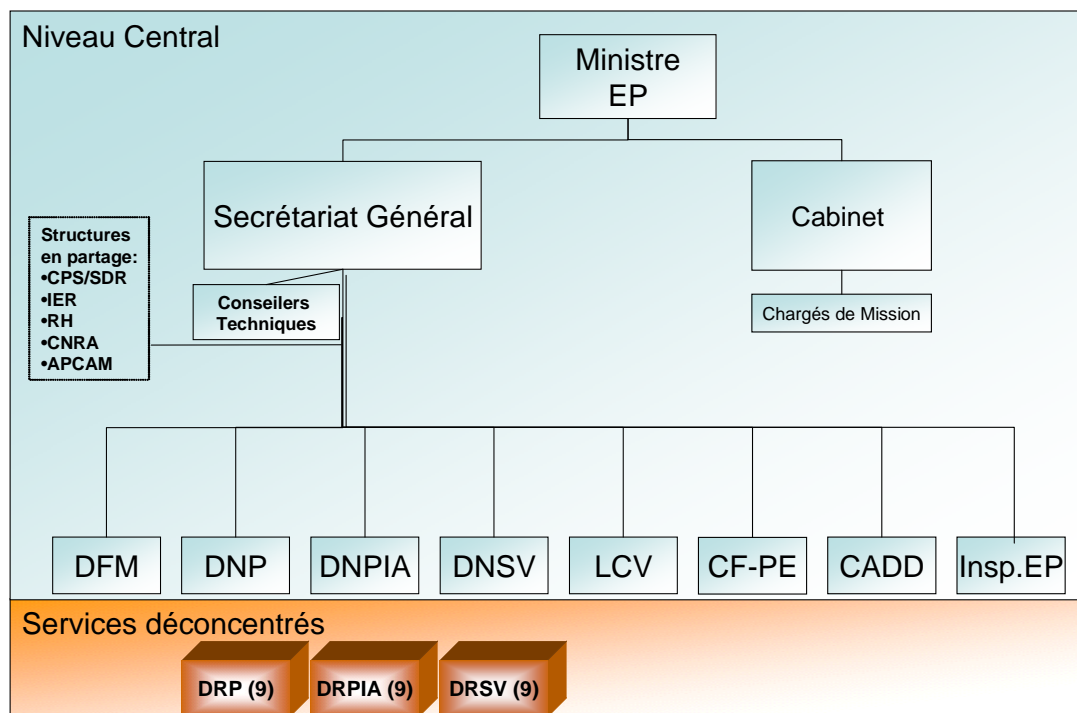 Niveau Central
Ministre
EP
Secrétariat Général
Cabinet
Structures
en partage:
•CPS/SDR
•IER
•RH
•CNRA
•APCAM
Conseilers
Techniques
Chargés de Mission
DFM
DNP
DNPIA
DNSV
LCV
CF-PE
CADD
Insp.EP
Services déconcentrés
DRP (9)
DRPIA (9)
DRSV (9)